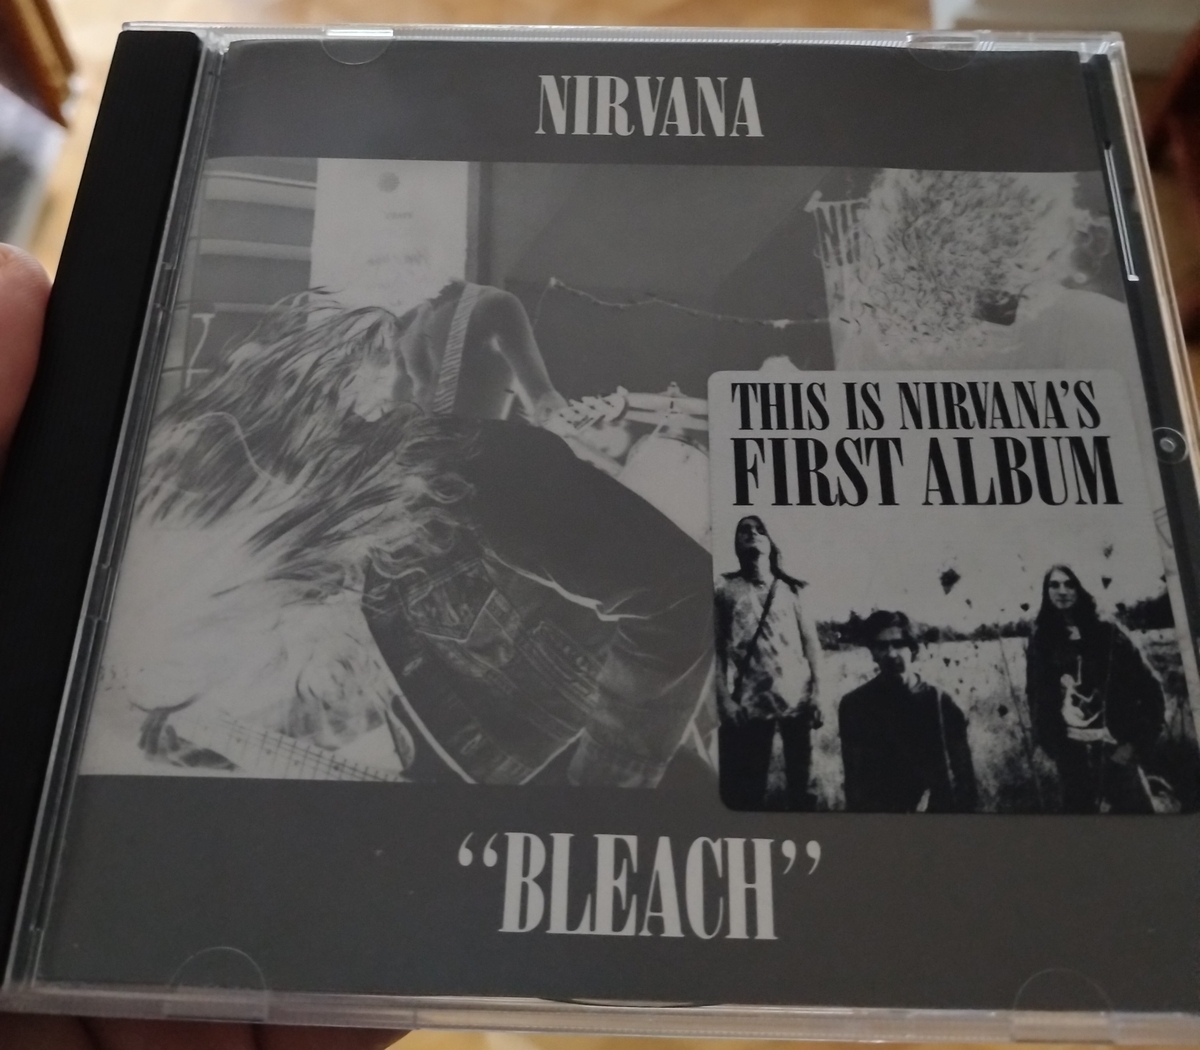 NIRVANA
THIS IS NIRVANA'S
FIRST ALBUM
“BLEACH”